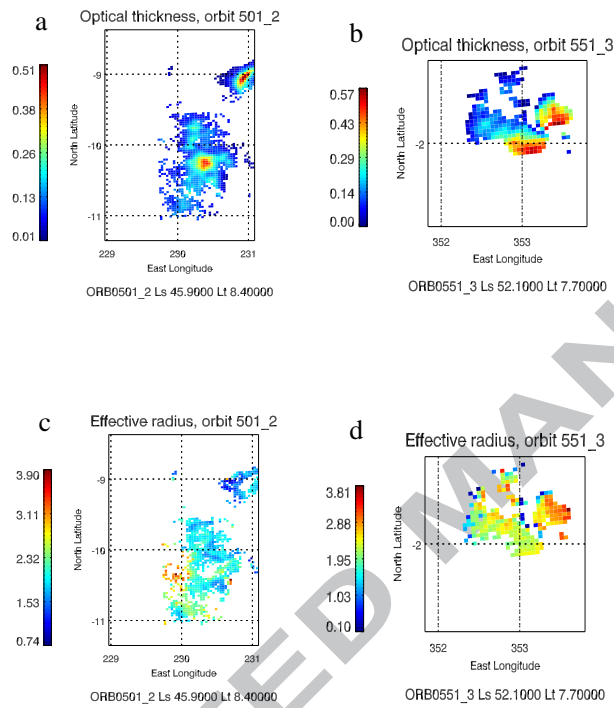 a
Optical thickness, orbit 501_2
0.51
0.38
0.26
0.14
0.01
North Latitude
-9
-10
-11
229
230
231
East Longitude
ORB0501_2 Ls 45.9000 Lt 8.40000
b
Optical thickness, orbit 551_3
0.57
0.43
0.29
0.14
0.00
North Latitude
-2
352
353
East Longitude
ORB0551_3 Ls 52.1000 Lt 7.70000
c
Effective radius, orbit 501_2
3.90
3.11
2.32
1.53
0.74
North Latitude
-9
-10
-11
229
230
231
East Longitude
ORB0501_2 Ls 45.9000 Lt 8.40000
d
Effective radius, orbit 551_3
3.81
2.88
1.95
1.03
0.10
North Latitude
-2
352
353
East Longitude
ORB0551_3 Ls 52.1000 Lt 7.70000
TED MAN